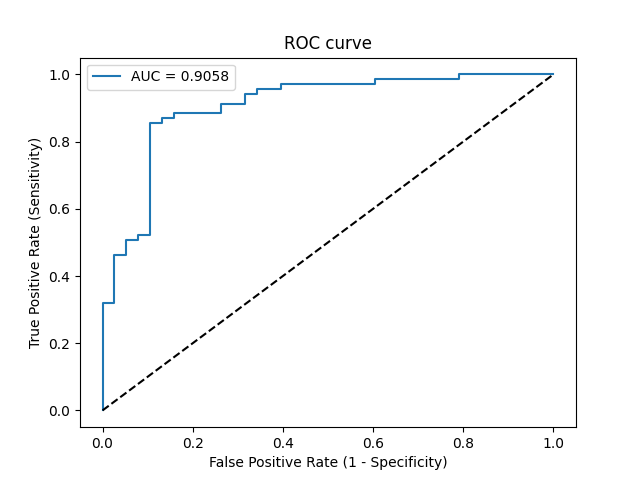 ROC curve
AUC = 0.9058
True Positive Rate (Sensitivity)
1.0
0.8
0.6
0.4
0.2
0.0
0.0 0.2 0.4 0.6 0.8 1.0
False Positive Rate (1 - Specificity)